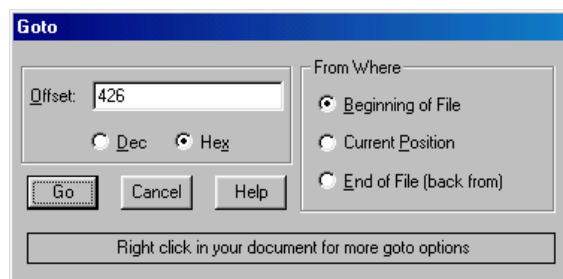 Goto
Offset: 426
Dec Hex
Go Cancel Help
From Where
Beginning of File
Current Position
End of File (back from)
Right click in your document for more goto options